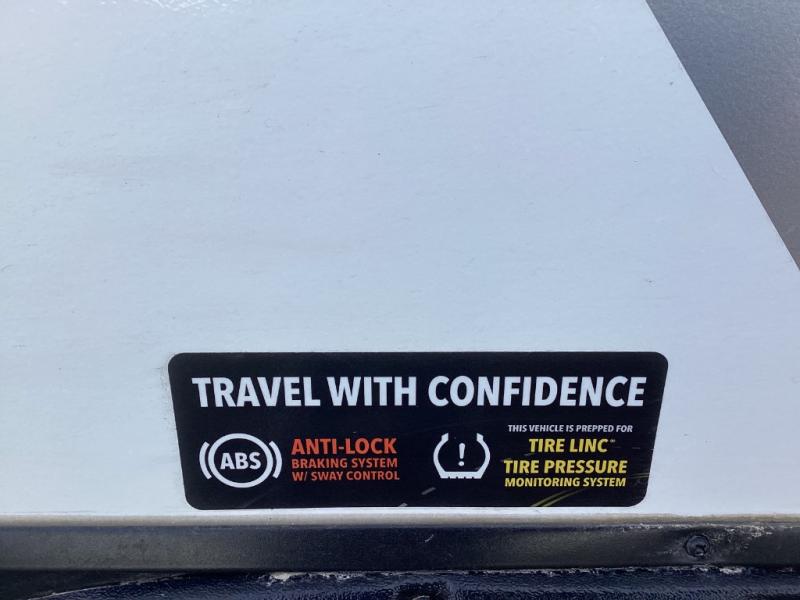 TRAVEL WITH CONFIDENCE
ABS
ANTI-LOCK
BRAKING SYSTEM
W/ SWAY CONTROL
!
THIS VEHICLE IS PREPPED FOR
TIRE LINC™
TIRE PRESSURE
MONITORING SYSTEM